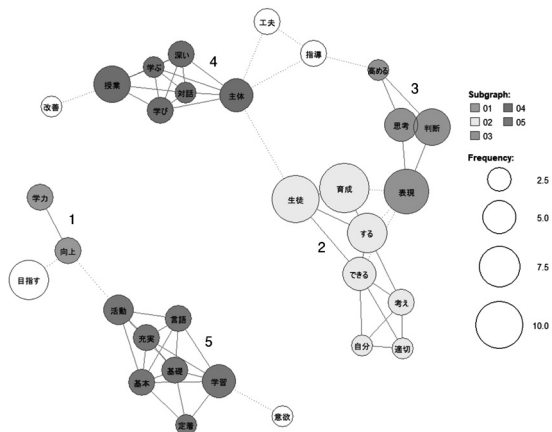 工夫
指導
深い
4
学ぶ
高める
授業
対話
主体
3
改善
学び
思考
判断
Subgraph:
01
04
02
05
03
Frequency:
2.5
5.0
7.5
10.0
育成
表現
生徒
する
2
できる
考え
自分
適切
学力
1
向上
目指す
活動
言語
5
充実
基礎
基本
学習
定着
意欲